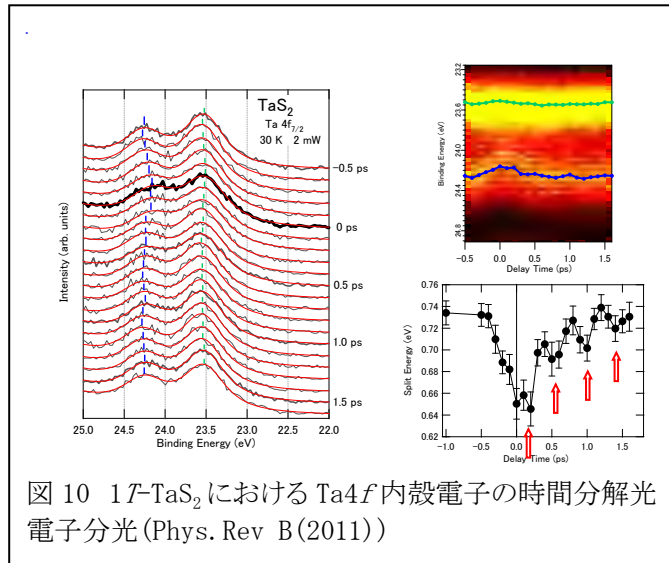 TaS₂
Ta 4f₇/₂
30 K 2 mW
-0.5 ps
0 ps
0.5 ps
1.0 ps
1.5 ps
Intensity (arb. units)
25.0 24.5 24.0 23.5 23.0 22.5 22.0
Binding Energy (eV)
23.2
23.6
24.0
24.4
24.8
Binding Energy (eV)
-0.5 0.0 0.5 1.0 1.5
Delay Time (ps)
0.76
0.74
0.72
0.70
0.68
0.66
0.64
0.62
Split Energy (eV)
-1.0 -0.5 0.0 0.5 1.0 1.5
Delay Time (ps)
図 10 1T-TaS₂における Ta4f 内殻電子の時間分解光
電子分光(Phys.Rev B(2011))